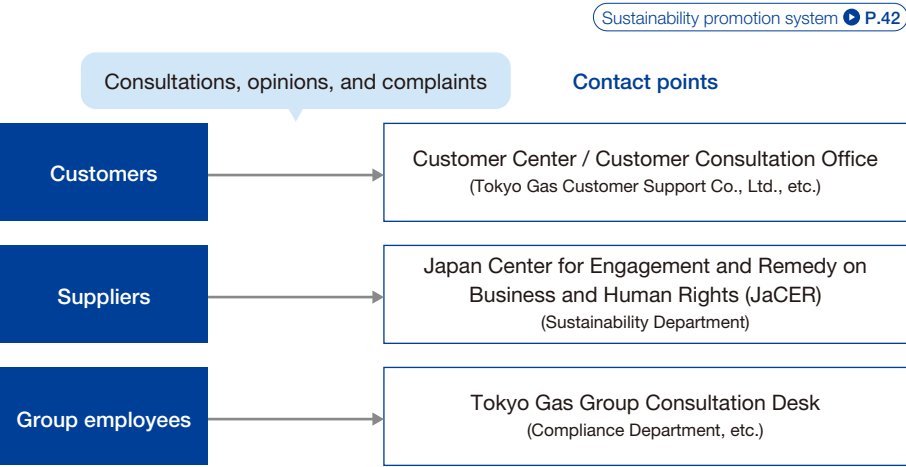 Sustainability promotion system P.42
Consultations, opinions, and complaints
Contact points
Customers
Customer Center / Customer Consultation Office
(Tokyo Gas Customer Support Co., Ltd., etc.)
Suppliers
Japan Center for Engagement and Remedy on
Business and Human Rights (JaCER)
(Sustainability Department)
Group employees
Tokyo Gas Group Consultation Desk
(Compliance Department, etc.)